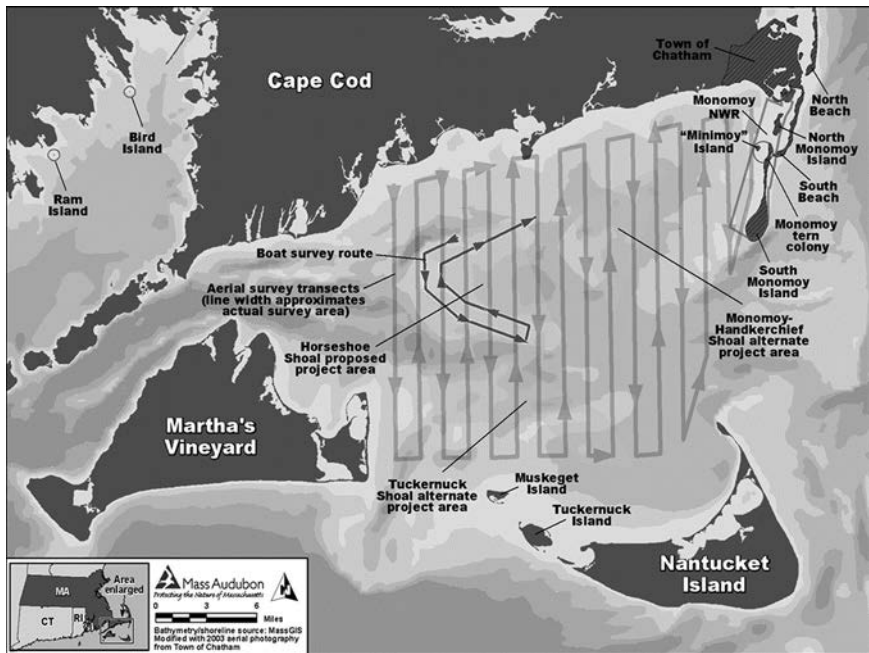 Town of
Chatham
Cape Cod
Monomoy
NWR
North
Beach
Bird
Island
"Minimoy"
Island
North
Monomoy
Island
Ram
Island
South
Beach
Boat survey route
Monomoy
tern
colony
Aerial survey transects
(line width approximates
actual survey area)
South
Monomoy
Island
Horseshoe
Shoal proposed
project area
Monomoy-
Handkerchief
Shoal alternate
project area
Martha's
Vineyard
Tuckernuck
Shoal alternate
project area
Muskeget
Island
Tuckernuck
Island
Nantucket
Island
MA
CT
RI
Area
enlarged
Mass Audubon
Protecting the Nature of Massachusetts
N
0 3 6
Miles
Bathymetry/shoreline source: MassGIS
Modified with 2003 aerial photography
from Town of Chatham